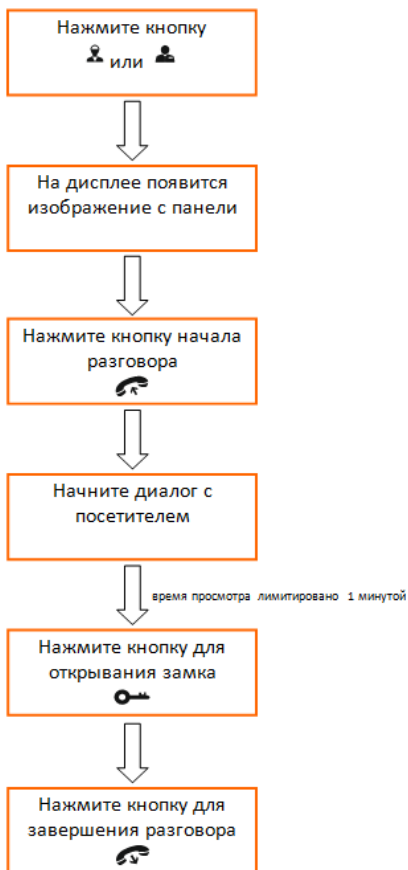 Нажмите кнопку
или
На дисплее появится
изображение с панели
Нажмите кнопку начала
разговора
Начните диалог с
посетителем
время просмотра лимитировано 1 минутой
Нажмите кнопку для
открывания замка
Нажмите кнопку для
завершения разговора